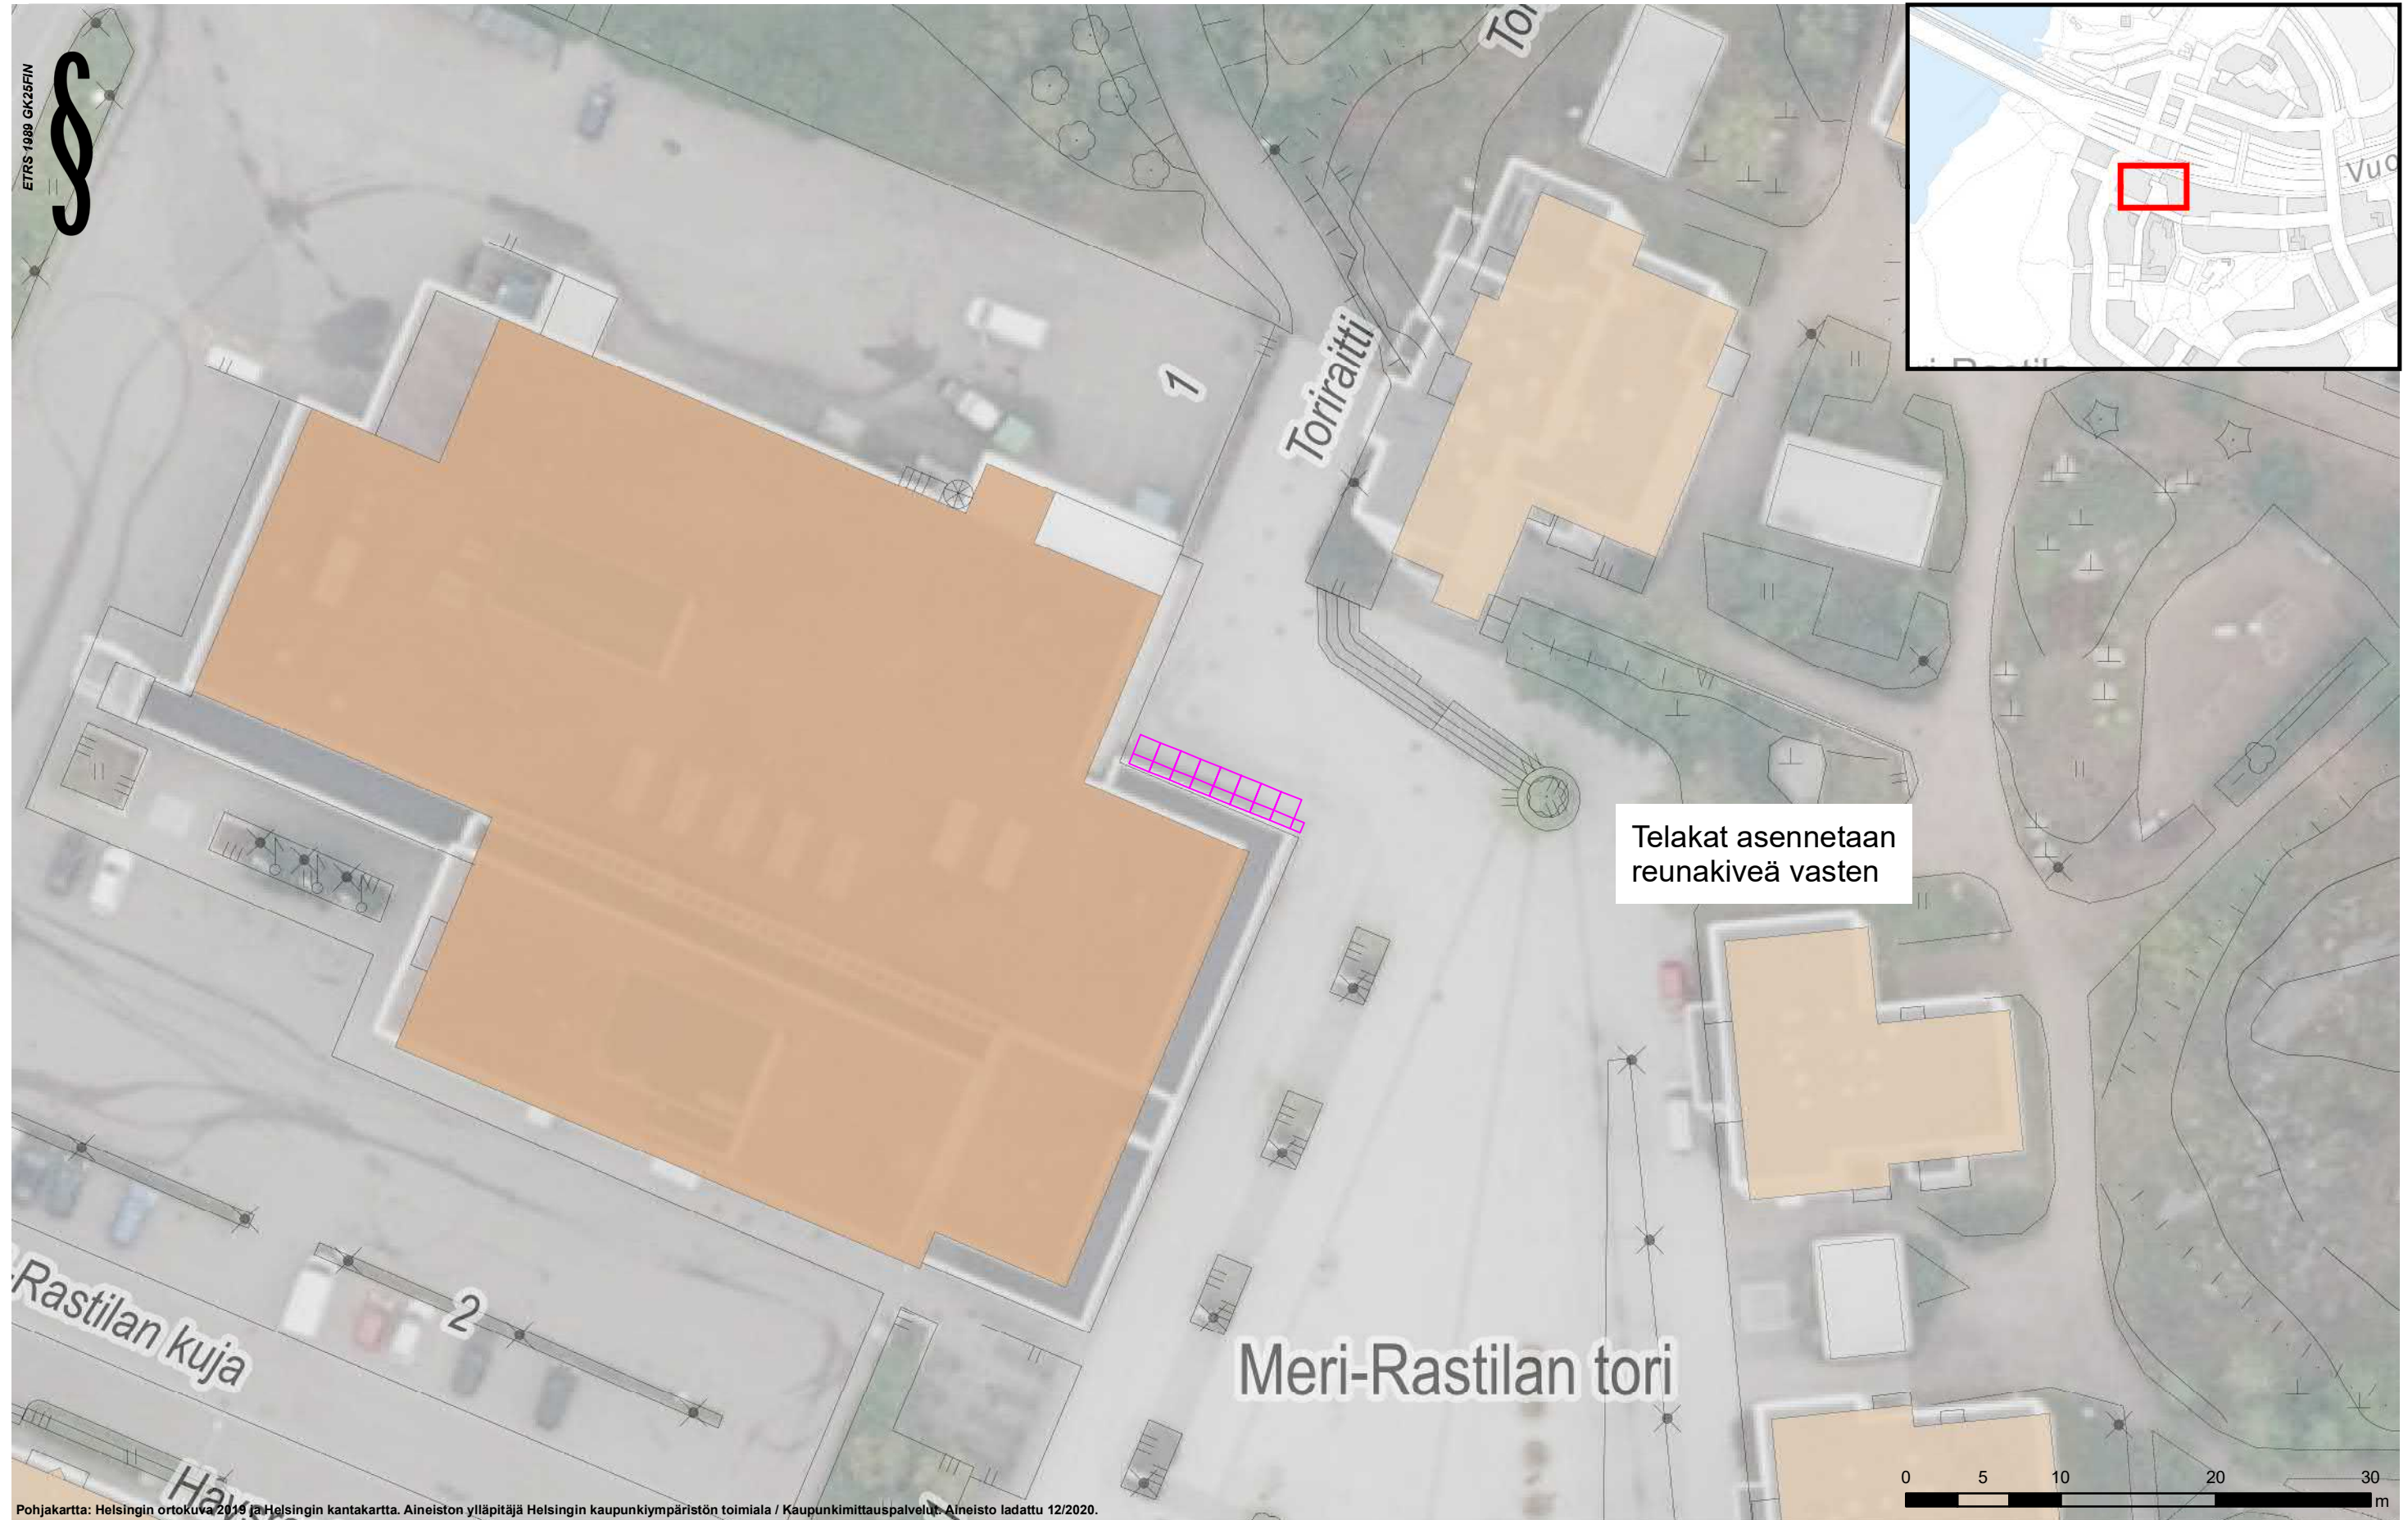 ETRS 1989 GK25FIN
§
Vuo
1
Toriraitti
Telakat asennetaan
reunakiveä vasten
-Rastilan kuja
2
Meri-Rastilan tori
0 5 10 20 30
m
Pohjakartta: Helsingin ortokuva 2019 ja Helsingin kantakartta. Aineiston ylläpitäjä Helsingin kaupunkiympäristön toimiala / Kaupunkimittauspalvelut. Aineisto ladattu 12/2020.